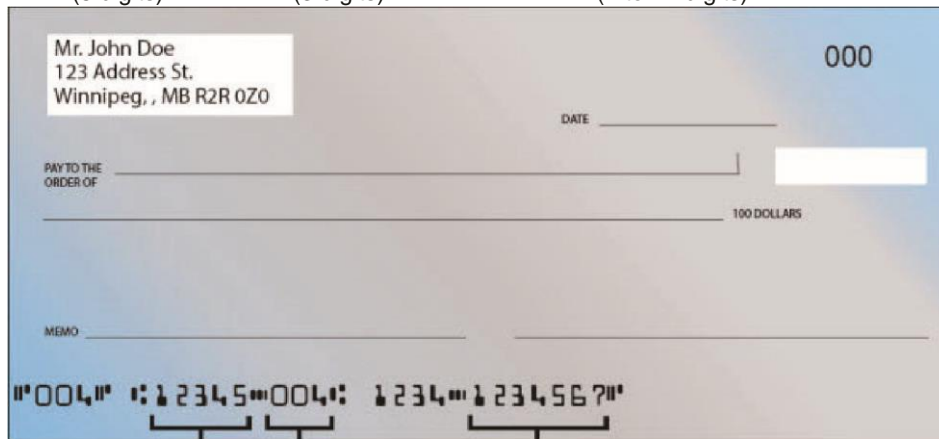 Mr. John Doe
000
123 Address St.
Winnipeg, , MB R2R 0Z0
DATE
PAY TO THE
ORDER OF
100 DOLLARS
MEMO
⑈004⑈ ⑆12345⑉004⑆ 1234⑉1234567⑈